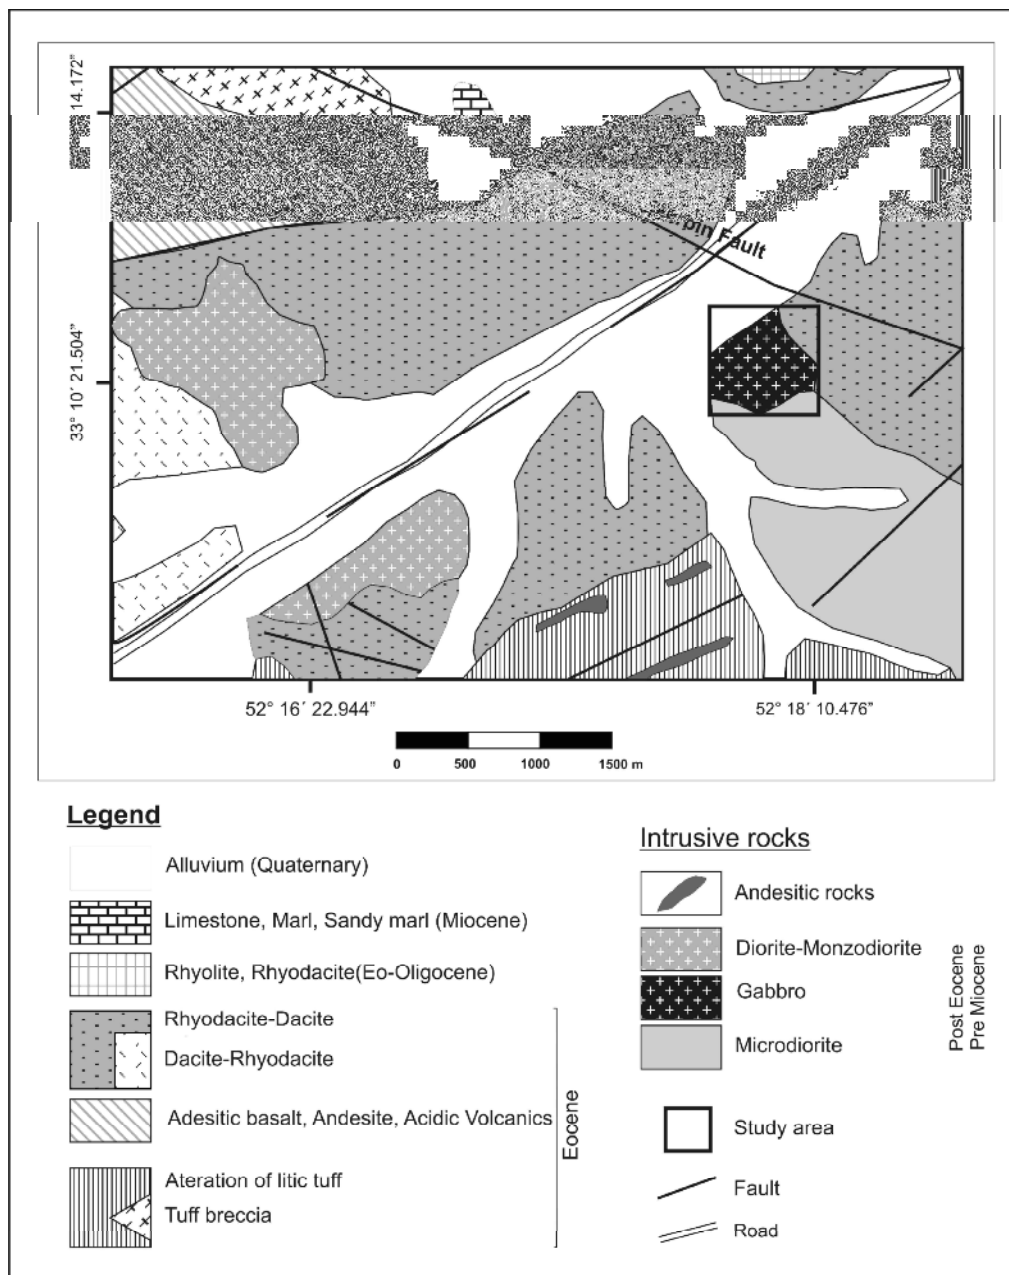 14.172"
Fault
33° 10′ 21.504"
52° 16′ 22.944"
52° 18′ 10.476"
0 500 1000 1500 m
Legend
Alluvium (Quaternary)
Limestone, Marl, Sandy marl (Miocene)
Rhyolite, Rhyodacite(Eo-Oligocene)
Rhyodacite-Dacite
Dacite-Rhyodacite
Adesitic basalt, Andesite, Acidic Volcanics
Ateration of litic tuff
Tuff breccia
Eocene
Intrusive rocks
Andesitic rocks
Diorite-Monzodiorite
Gabbro
Microdiorite
Post Eocene
Pre Miocene
Study area
Fault
Road